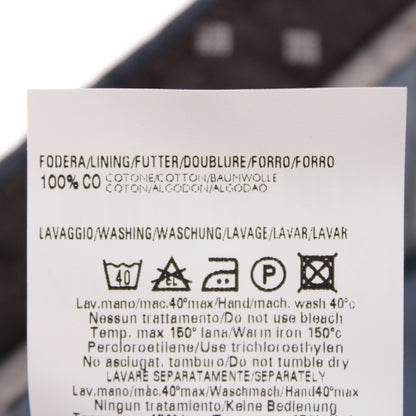 FODERA/LINING/FUTTER/DOUBLURE/FORRO/FORRO
100% CO COTONE/COTTON/BAUMWOLLE
COTON/ALGODON/ALGODAO
LAVAGGIO/WASHING/WASCHUNG/LAVAGE/LAVAR/LAVAR
40 CL P
Lav.mano/mac.40°max/Hand/mach. wash 40°c
Nessun trattamento/Do not use bleach
Temp. max 150° lana/Warm iron 150°c
Percloroetilene/Use trichloroethylen
No asciugat. tamburo/Do not tumble dry
LAVARE SEPARATAMENTE/SEPARATELY
Lav.mano/mác.40°max/Waschmach/Hand40°max
Ningun tratamiento/Keine Bedienung